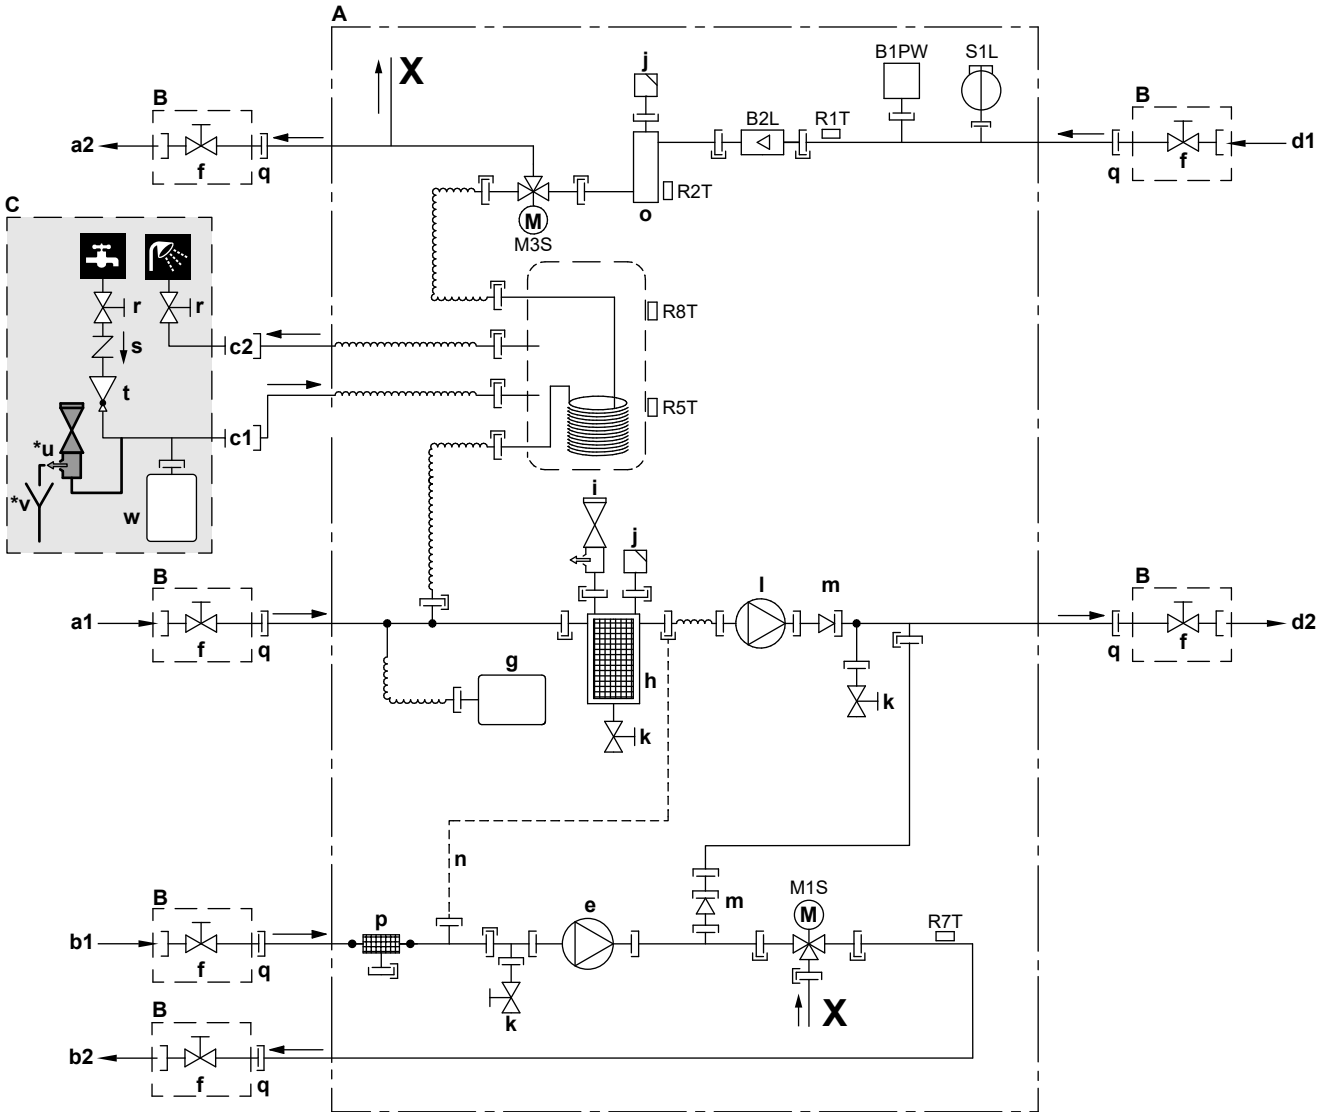 A
X
j
B1PW
S1L
B
B
B2L
R1T
a2
d1
f
q
q
f
R2T
o
C
M
M3S
r
r
R8T
s
c2
t
R5T
c1
*u
*v
w
i
j
B
B
l
m
a1
d2
f
q
q
f
g
h
k
k
n
M1S
m
B
p
e
M
R7T
b1
f
q
k
X
B
b2
f
q